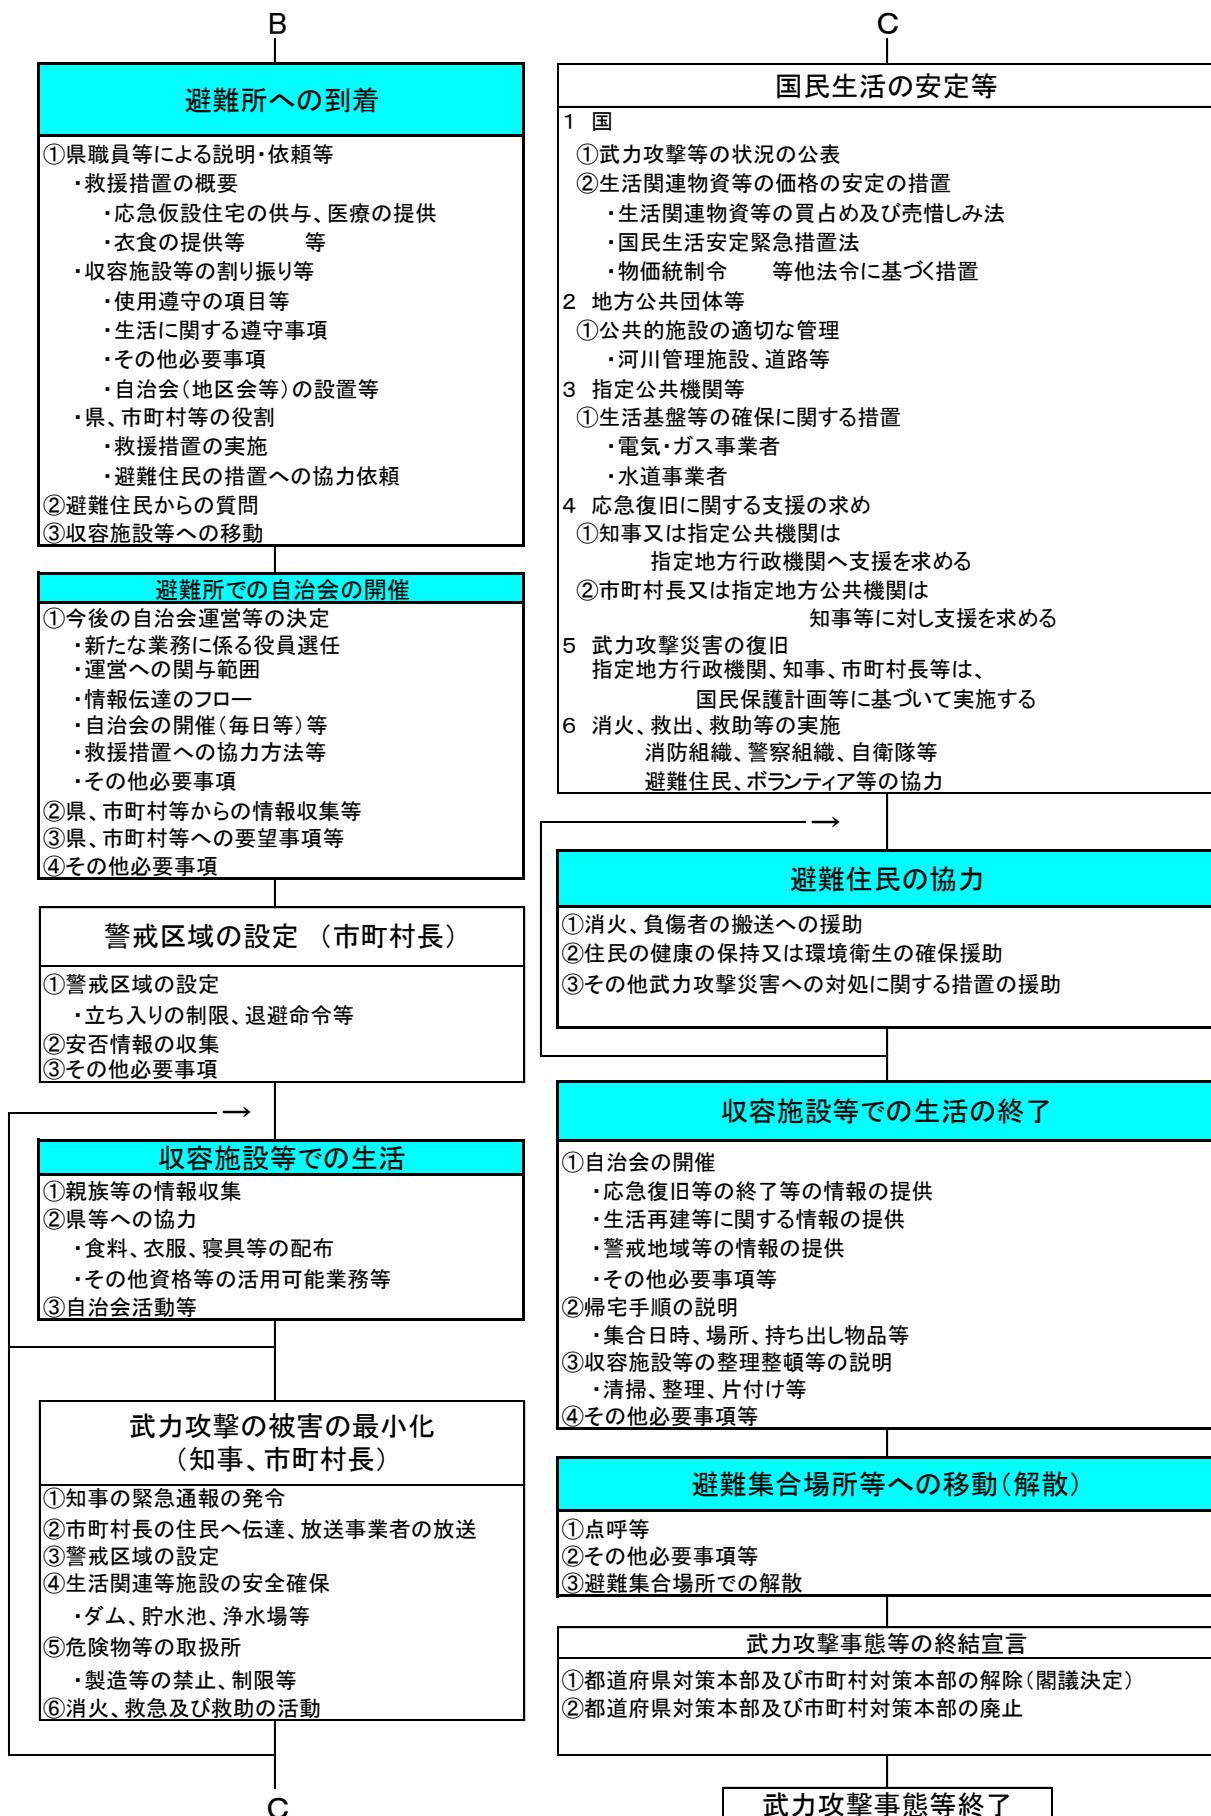 B
避難所への到着
①県職員等による説明・依頼等
・救援措置の概要
・応急仮設住宅の供与、医療の提供
・衣食の提供等　　　等
・収容施設等の割り振り等
・使用遵守の項目等
・生活に関する遵守事項
・その他必要事項
・自治会（地区会等）の設置等
・県、市町村等の役割
・救援措置の実施
・避難住民の措置への協力依頼
②避難住民からの質問
③収容施設等への移動
避難所での自治会の開催
①今後の自治会運営等の決定
・新たな業務に係る役員選任
・運営への関与範囲
・情報伝達のフロー
・自治会の開催（毎日等）等
・救援措置への協力方法等
・その他必要事項
②県、市町村等からの情報収集等
③県、市町村等への要望事項等
④その他必要事項
警戒区域の設定　（市町村長）
①警戒区域の設定
・立ち入りの制限、退避命令等
②安否情報の収集
③その他必要事項
→
収容施設等での生活
①親族等の情報収集
②県等への協力
・食料、衣服、寝具等の配布
・その他資格等の活用可能業務等
③自治会活動等
武力攻撃の被害の最小化
（知事、市町村長）
①知事の緊急通報の発令
②市町村長の住民へ伝達、放送事業者の放送
③警戒区域の設定
④生活関連等施設の安全確保
・ダム、貯水池、浄水場等
⑤危険物等の取扱所
・製造等の禁止、制限等
⑥消火、救急及び救助の活動
C
C
国民生活の安定等
１　国
①武力攻撃等の状況の公表
②生活関連物資等の価格の安定の措置
・生活関連物資等の買占め及び売惜しみ法
・国民生活安定緊急措置法
・物価統制令　　等他法令に基づく措置
２　地方公共団体等
①公共的施設の適切な管理
・河川管理施設、道路等
３　指定公共機関等
①生活基盤等の確保に関する措置
・電気・ガス事業者
・水道事業者
４　応急復旧に関する支援の求め
①知事又は指定公共機関は
指定地方行政機関へ支援を求める
②市町村長又は指定地方公共機関は
知事等に対し支援を求める
５　武力攻撃災害の復旧
指定地方行政機関、知事、市町村長等は、
国民保護計画等に基づいて実施する
６　消火、救出、救助等の実施
消防組織、警察組織、自衛隊等
避難住民、ボランティア等の協力
→
避難住民の協力
①消火、負傷者の搬送への援助
②住民の健康の保持又は環境衛生の確保援助
③その他武力攻撃災害への対処に関する措置の援助
収容施設等での生活の終了
①自治会の開催
・応急復旧等の終了等の情報の提供
・生活再建等に関する情報の提供
・警戒地域等の情報の提供
・その他必要事項等
②帰宅手順の説明
・集合日時、場所、持ち出し物品等
③収容施設等の整理整頓等の説明
・清掃、整理、片付け等
④その他必要事項等
避難集合場所等への移動（解散）
①点呼等
②その他必要事項等
③避難集合場所での解散
武力攻撃事態等の終結宣言
①都道府県対策本部及び市町村対策本部の解除（閣議決定）
②都道府県対策本部及び市町村対策本部の廃止
武力攻撃事態等終了